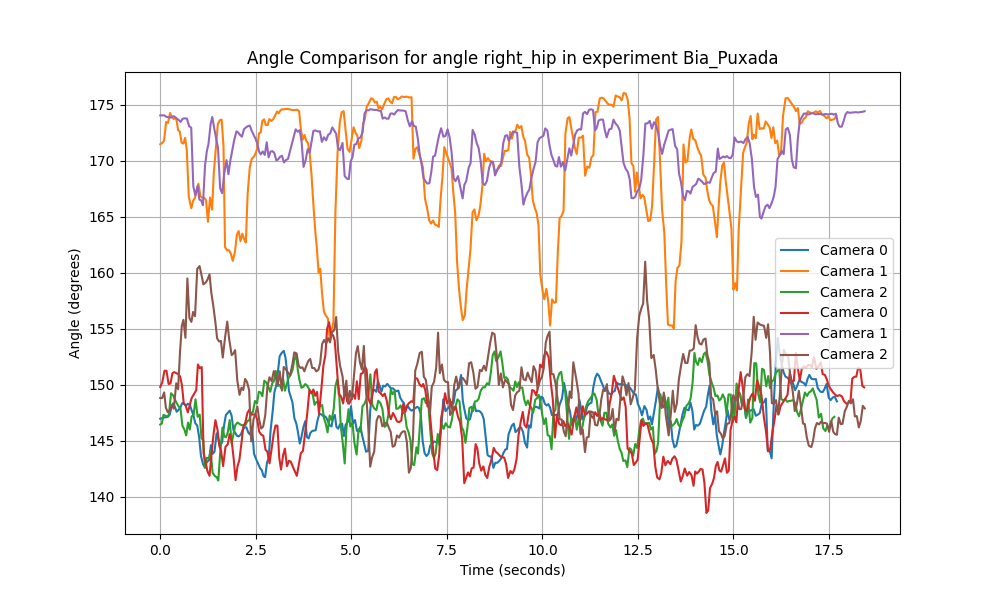 Angle Comparison for angle right_hip in experiment Bia_Puxada
Angle (degrees)
175
170
165
160
155
150
145
140
Camera 0
Camera 1
Camera 2
Camera 0
Camera 1
Camera 2
0.0 2.5 5.0 7.5 10.0 12.5 15.0 17.5
Time (seconds)